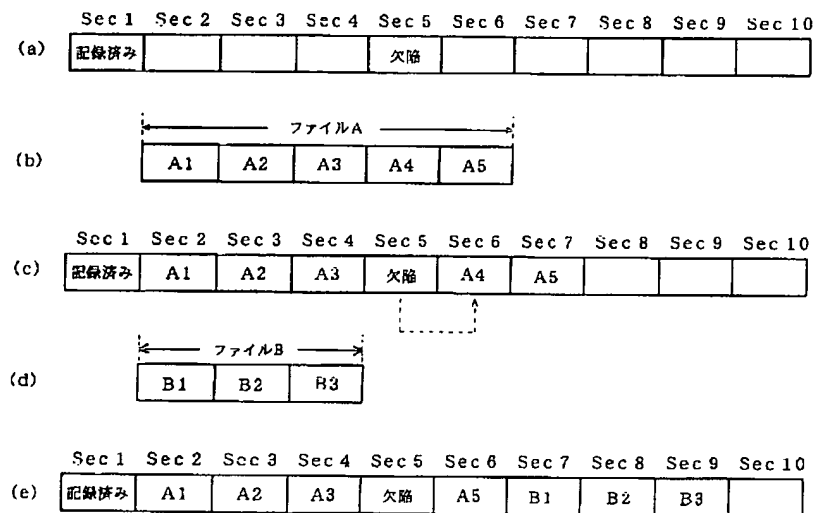 Sec 1 Sec 2 Sec 3 Sec 4 Sec 5 Sec 6 Sec 7 Sec 8 Sec 9 Sec 10
(a) 記録済み 欠陥
ファイルA
(b) A1 A2 A3 A4 A5
Sec 1 Sec 2 Sec 3 Sec 4 Sec 5 Sec 6 Sec 7 Sec 8 Sec 9 Sec 10
(c) 記録済み A1 A2 A3 欠陥 A4 A5
ファイルB
(d) B1 B2 B3
Sec 1 Sec 2 Sec 3 Sec 4 Sec 5 Sec 6 Sec 7 Sec 8 Sec 9 Sec 10
(e) 記録済み A1 A2 A3 欠陥 A5 B1 B2 B3